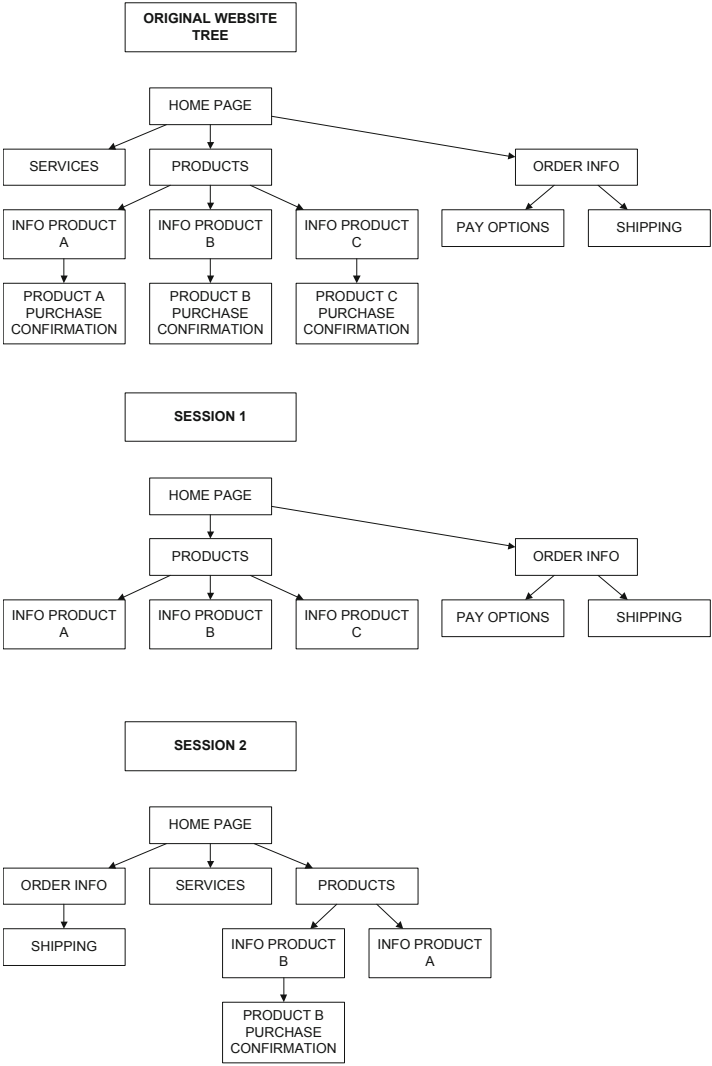 ORIGINAL WEBSITE
TREE
HOME PAGE
SERVICES
PRODUCTS
ORDER INFO
INFO PRODUCT
A
INFO PRODUCT
B
INFO PRODUCT
C
PAY OPTIONS
SHIPPING
PRODUCT A
PURCHASE
CONFIRMATION
PRODUCT B
PURCHASE
CONFIRMATION
PRODUCT C
PURCHASE
CONFIRMATION
SESSION 1
HOME PAGE
PRODUCTS
ORDER INFO
INFO PRODUCT
A
INFO PRODUCT
B
INFO PRODUCT
C
PAY OPTIONS
SHIPPING
SESSION 2
HOME PAGE
ORDER INFO
SERVICES
PRODUCTS
SHIPPING
INFO PRODUCT
B
INFO PRODUCT
A
PRODUCT B
PURCHASE
CONFIRMATION